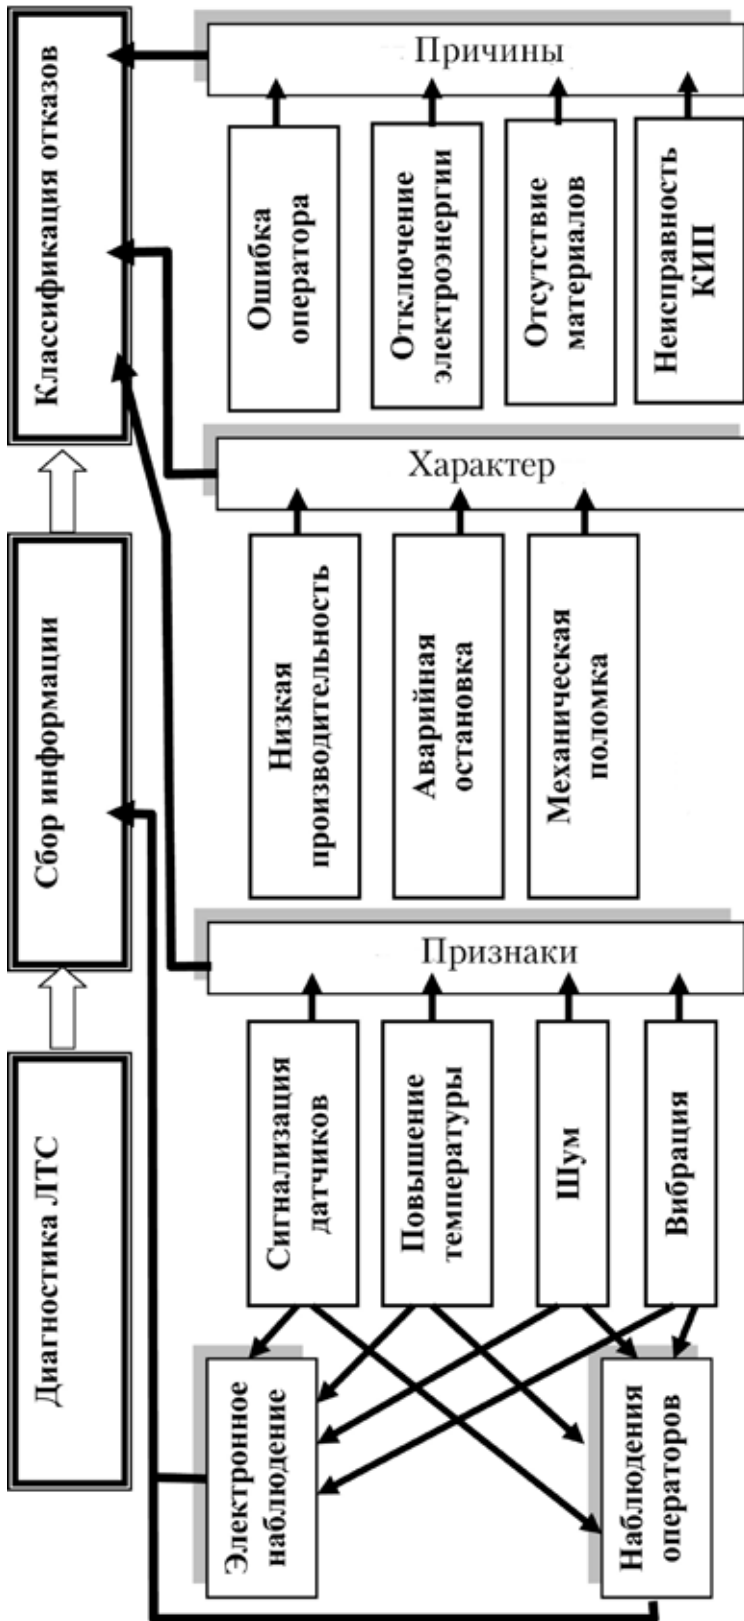 Диагностика ЛТС
Сбор информации
Классификация отказов
Электронное
наблюдение
Наблюдения
операторов
Сигнализация
датчиков
Повышение
температуры
Шум
Вибрация
Признаки
Низкая
производительность
Аварийная
остановка
Механическая
поломка
Характер
Ошибка
оператора
Отключение
электроэнергии
Отсутствие
материалов
Неисправность
КИП
Причины